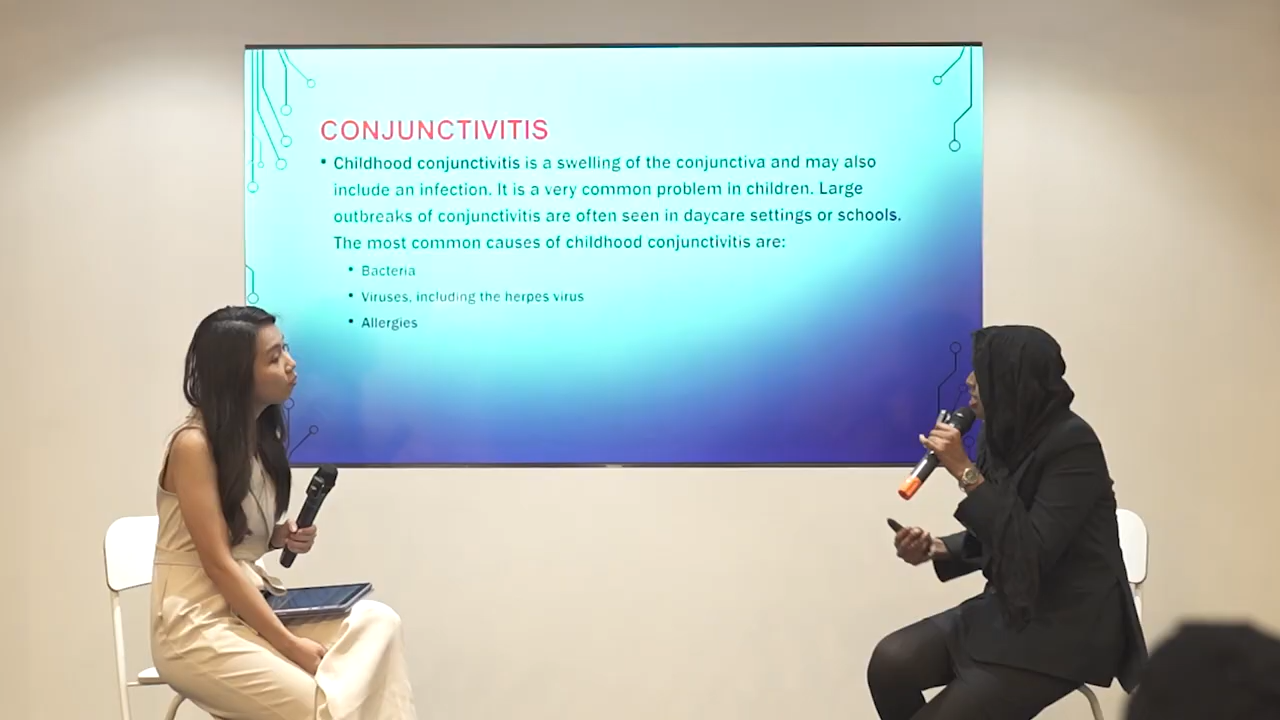 CONJUNCTIVITIS
• Childhood conjunctivitis is a swelling of the conjunctiva and may also
include an infection. It is a very common problem in children. Large
outbreaks of conjunctivitis are often seen in daycare settings or schools.
The most common causes of childhood conjunctivitis are:
• Bacteria
• Viruses, including the herpes virus
• Allergies